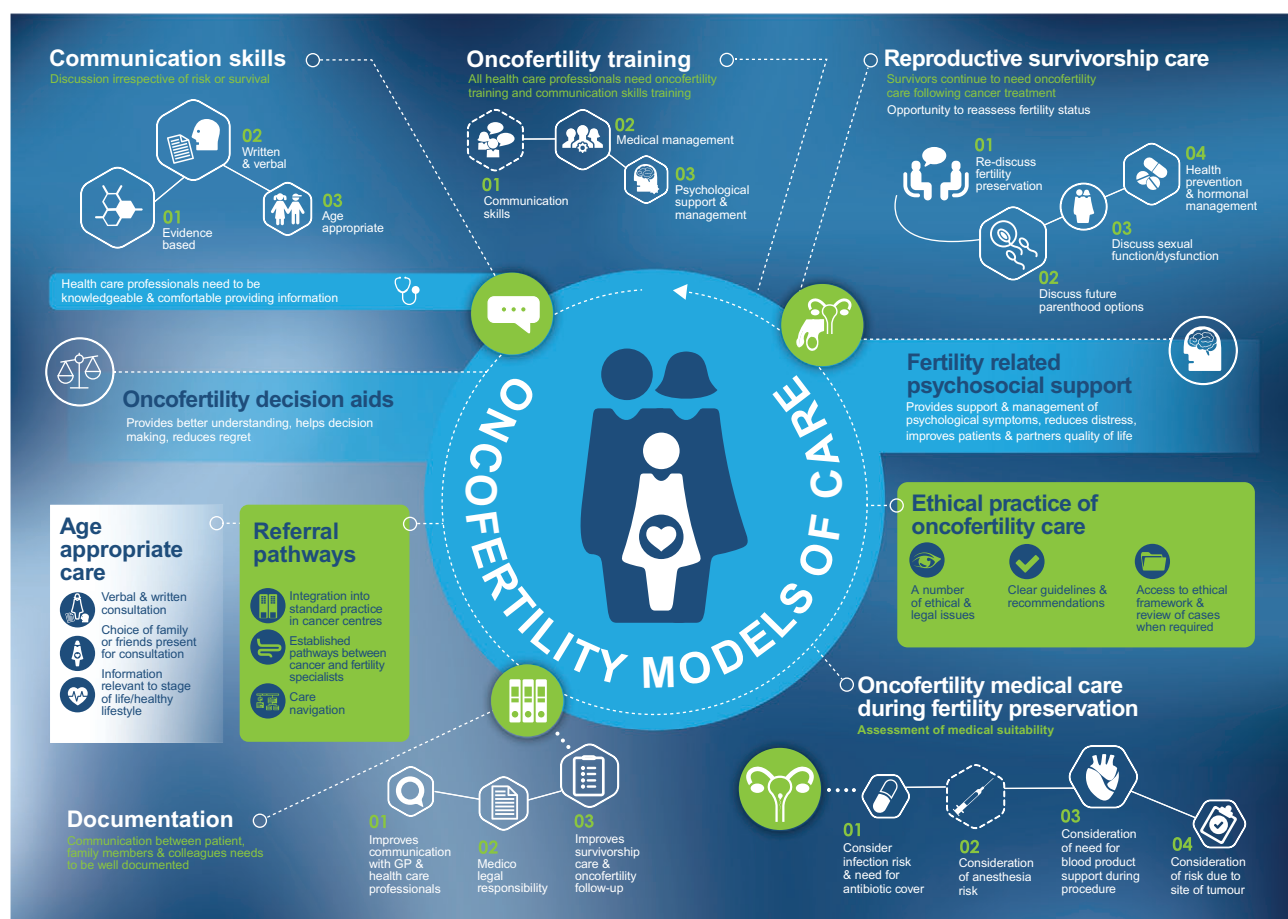 Communication skills
Discussion irrespective of risk or survival
01
Evidence
based
02
Written
& verbal
03
Age
appropriate
Health care professionals need to be
knowledgeable & comfortable providing information
Oncofertility training
All health care professionals need oncofertility
training and communication skills training
01
Communication
skills
02
Medical management
03
Psychological
support &
management
Reproductive survivorship care
Survivors continue to need oncofertility
care following cancer treatment
Opportunity to reassess fertility status
01
Re-discuss
fertility
preservation
02
Discuss future
parenthood options
03
Discuss sexual
function/dysfunction
04
Health
prevention
& hormonal
management
Oncofertility decision aids
Provides better understanding, helps decision
making, reduces regret
ONCOFERTILITY MODELS OF CARE
Fertility related
psychosocial support
Provides support & management of
psychological symptoms, reduces distress,
improves patients & partners quality of life
Age
appropriate
care
Verbal & written
consultation
Choice of family
or friends present
for consultation
Information
relevant to stage
of life/healthy
lifestyle
Referral
pathways
Integration into
standard practice
in cancer centres
Established
pathways between
cancer and fertility
specialists
Care
navigation
Ethical practice of
oncofertility care
A number
of ethical &
legal issues
Clear guidelines &
recommendations
Access to ethical
framework &
review of cases
when required
Documentation
Communication between patient,
family members & colleagues needs
to be well documented
01
Improves
communication
with GP &
health care
professionals
02
Medico
legal
responsibility
03
Improves
survivorship
care &
oncofertility
follow-up
Oncofertility medical care
during fertility preservation
Assessment of medical suitability
01
Consider
infection risk
& need for
antibiotic cover
02
Consideration
of anesthesia
risk
03
Consideration
of need for
blood product
support during
procedure
04
Consideration
of risk due to
site of tumour